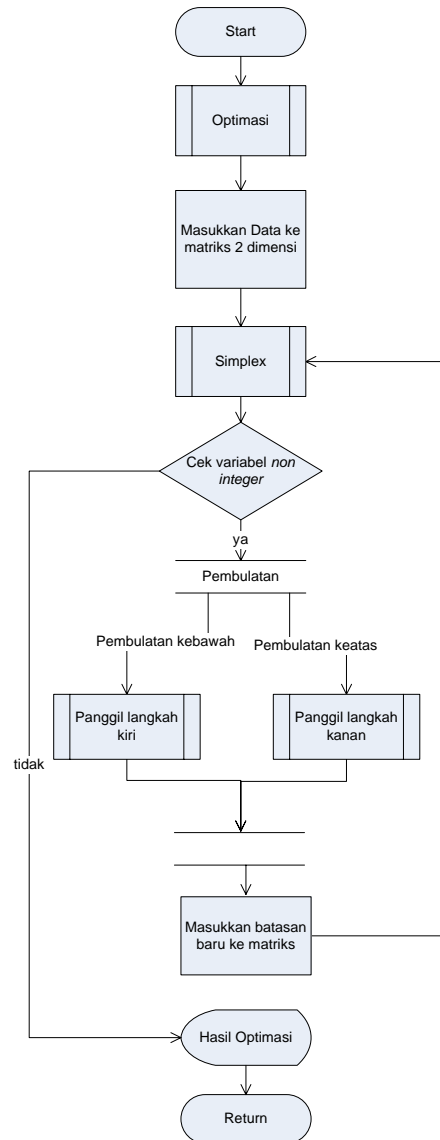 Start
Optimasi
Masukkan Data ke
matriks 2 dimensi
Simplex
Cek variabel non
integer
ya
Pembulatan
Pembulatan kebawah
Pembulatan keatas
Panggil langkah
kiri
Panggil langkah
kanan
tidak
Masukkan batasan
baru ke matriks
Hasil Optimasi
Return